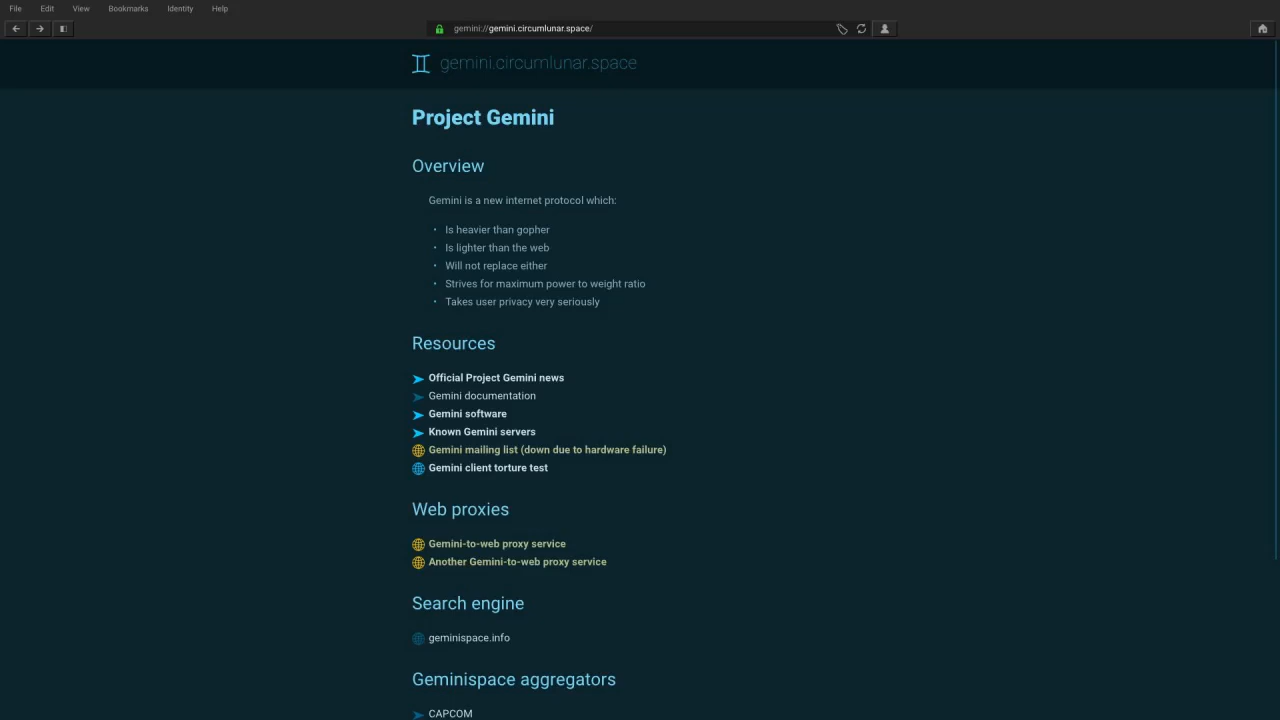 File Edit View Bookmarks Identity Help
gemini://gemini.circumlunar.space/
gemini.circumlunar.space
Project Gemini
Overview
Gemini is a new internet protocol which:
• Is heavier than gopher
• Is lighter than the web
• Will not replace either
• Strives for maximum power to weight ratio
• Takes user privacy very seriously
Resources
Official Project Gemini news
Gemini documentation
Gemini software
Known Gemini servers
Gemini mailing list (down due to hardware failure)
Gemini client torture test
Web proxies
Gemini-to-web proxy service
Another Gemini-to-web proxy service
Search engine
geminispace.info
Geminispace aggregators
CAPCOM